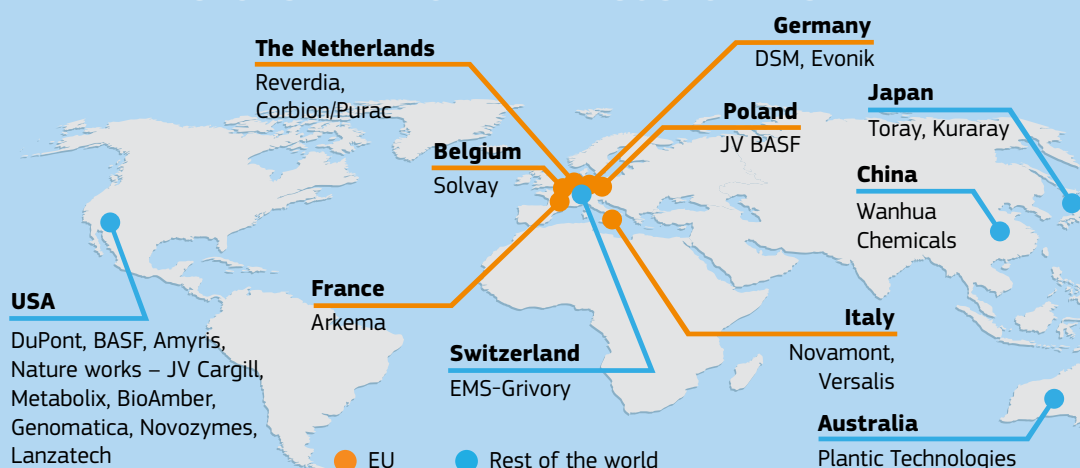 Germany
DSM, Evonik
The Netherlands
Reverdia,
Corbion/Purac
Japan
Toray, Kuraray
Poland
JV BASF
Belgium
Solvay
China
Wanhua
Chemicals
France
Arkema
USA
DuPont, BASF, Amyris,
Nature works – JV Cargill,
Metabolix, BioAmber,
Genomatica, Novozymes,
Lanzatech
Italy
Novamont,
Versalis
Switzerland
EMS-Grivory
Australia
Plantic Technologies
EU
Rest of the world